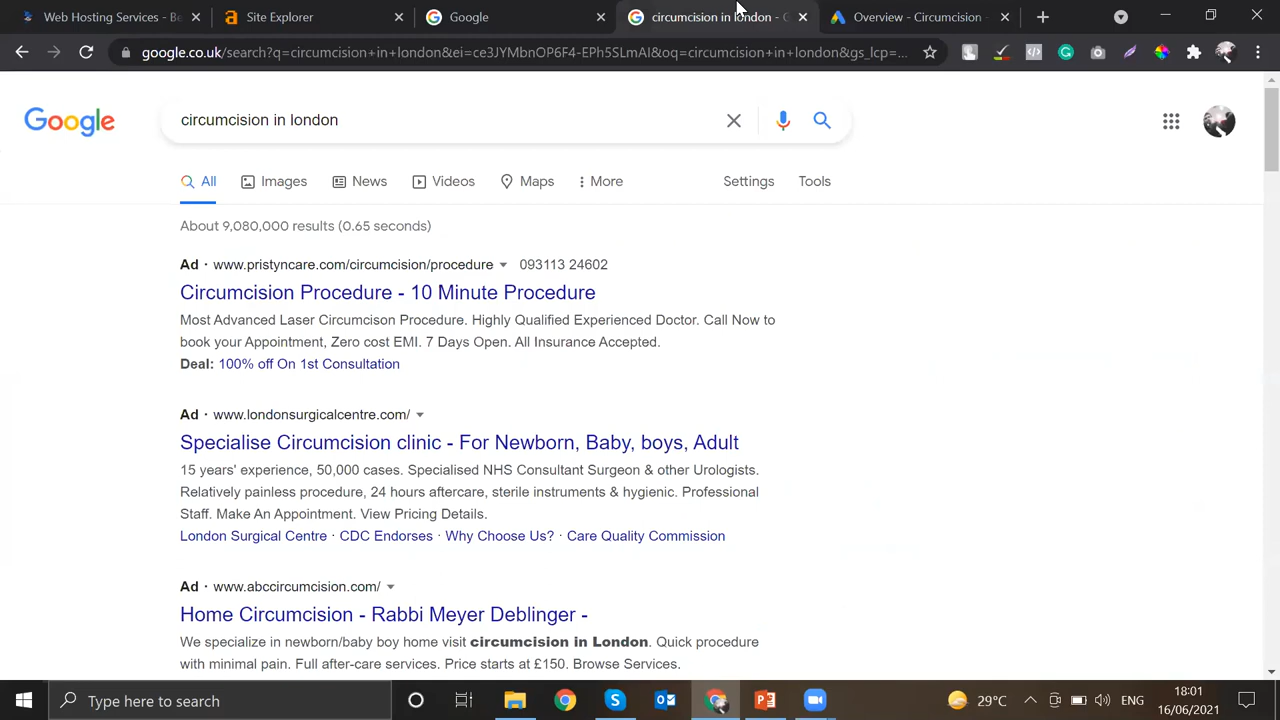 Web Hosting Services - Be
Site Explorer
Google
circumcision in london - G
Overview - Circumcision -
google.co.uk/search?q=circumcision+in+london&ei=ce3JYMbnOP6F4-EPh5SLmAI&oq=circumcision+in+london&gs_lcp=...
Google
circumcision in london
All
Images
News
Videos
Maps
More
Settings
Tools
About 9,080,000 results (0.65 seconds)
Ad · www.pristyncare.com/circumcision/procedure 093113 24602
Circumcision Procedure - 10 Minute Procedure
Most Advanced Laser Circumcison Procedure. Highly Qualified Experienced Doctor. Call Now to
book your Appointment, Zero cost EMI. 7 Days Open. All Insurance Accepted.
Deal: 100% off On 1st Consultation
Ad · www.londonsurgicalcentre.com/
Specialise Circumcision clinic - For Newborn, Baby, boys, Adult
15 years' experience, 50,000 cases. Specialised NHS Consultant Surgeon & other Urologists.
Relatively painless procedure, 24 hours aftercare, sterile instruments & hygienic. Professional
Staff. Make An Appointment. View Pricing Details.
London Surgical Centre · CDC Endorses · Why Choose Us? · Care Quality Commission
Ad · www.abccircumcision.com/
Home Circumcision - Rabbi Meyer Deblinger -
We specialize in newborn/baby boy home visit circumcision in London. Quick procedure
with minimal pain. Full after-care services. Price starts at £150. Browse Services.
Type here to search
29°C
ENG
18:01
16/06/2021